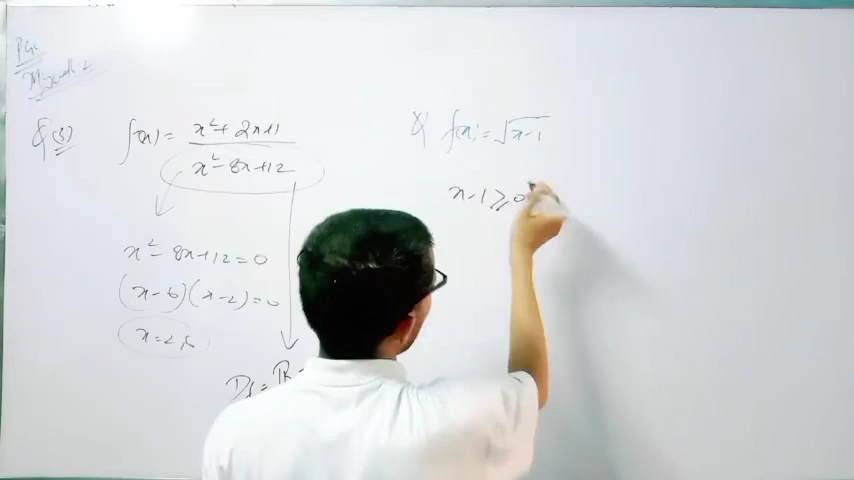 Q(5) f(x) = x² + 2x+1 / x² - 8x+12
x² - 8x+12 = 0
(x-6)(x-2) = 0
x = 2,6
Df = R
Q f(x) = √x-1
x-1 ≥ 0